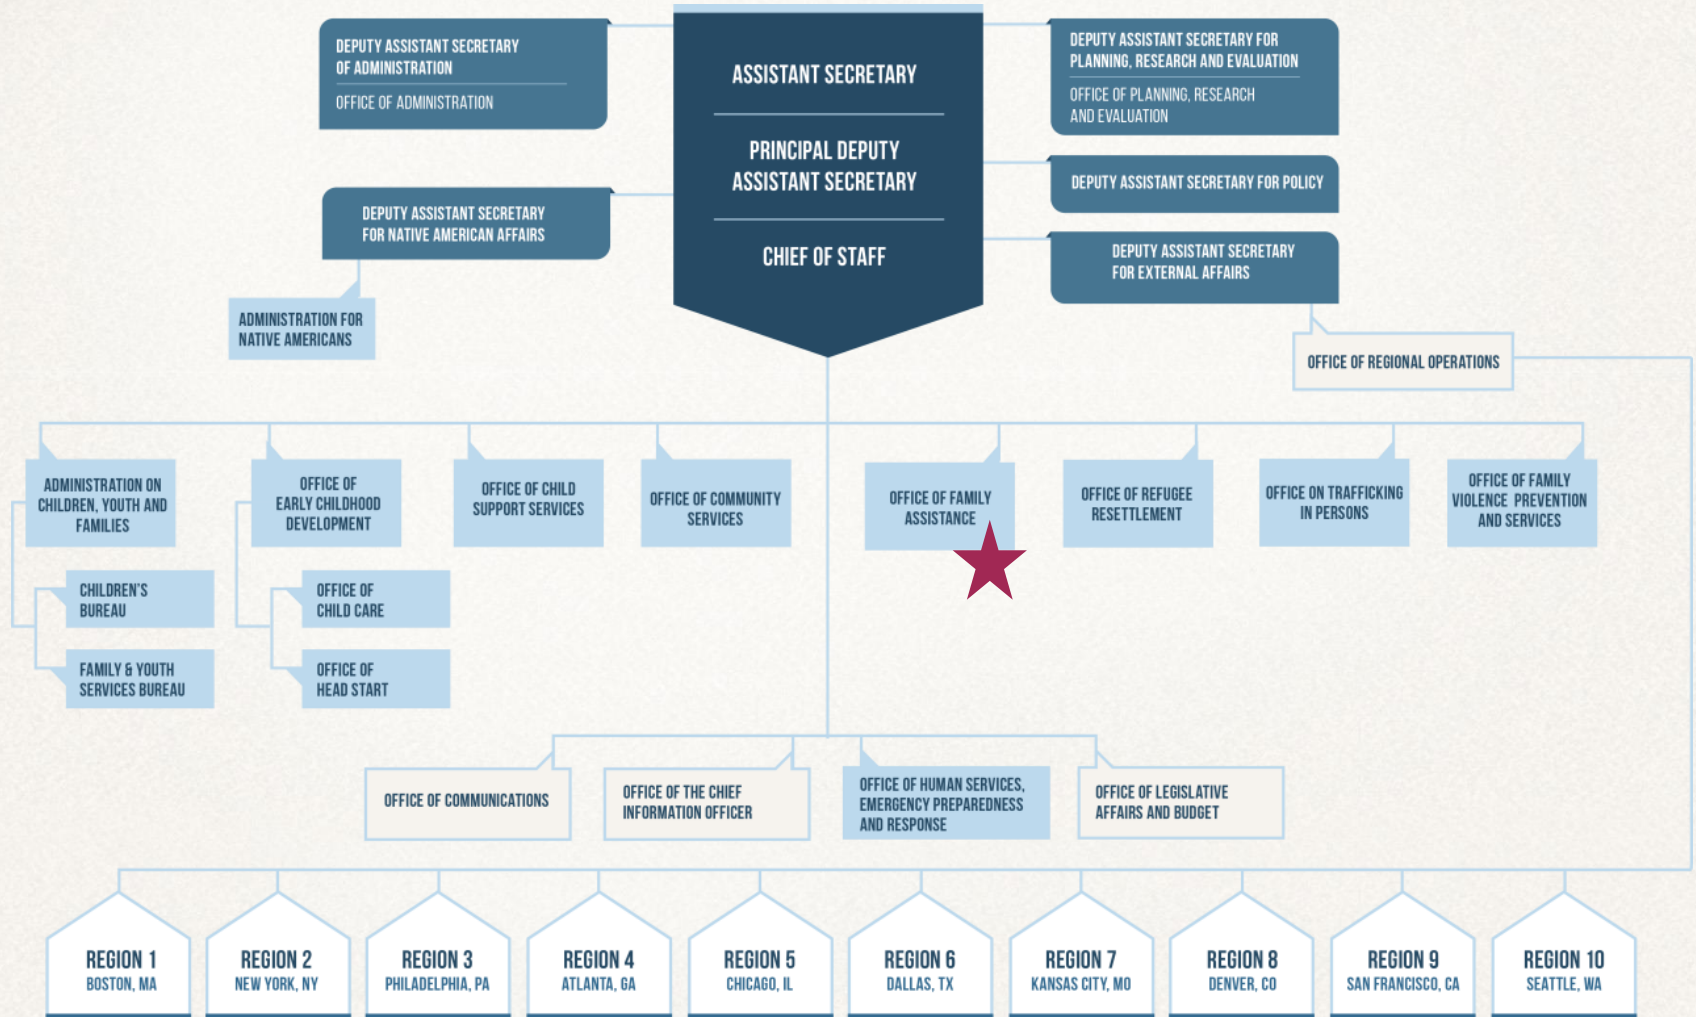 DEPUTY ASSISTANT SECRETARY
OF ADMINISTRATION
OFFICE OF ADMINISTRATION
ASSISTANT SECRETARY
PRINCIPAL DEPUTY
ASSISTANT SECRETARY
CHIEF OF STAFF
DEPUTY ASSISTANT SECRETARY FOR
PLANNING, RESEARCH AND EVALUATION
OFFICE OF PLANNING, RESEARCH
AND EVALUATION
DEPUTY ASSISTANT SECRETARY FOR POLICY
DEPUTY ASSISTANT SECRETARY
FOR NATIVE AMERICAN AFFAIRS
DEPUTY ASSISTANT SECRETARY
FOR EXTERNAL AFFAIRS
ADMINISTRATION FOR
NATIVE AMERICANS
OFFICE OF REGIONAL OPERATIONS
ADMINISTRATION ON
CHILDREN, YOUTH AND
FAMILIES
OFFICE OF
EARLY CHILDHOOD
DEVELOPMENT
OFFICE OF CHILD
SUPPORT SERVICES
OFFICE OF COMMUNITY
SERVICES
OFFICE OF FAMILY
ASSISTANCE
OFFICE OF REFUGEE
RESETTLEMENT
OFFICE ON TRAFFICKING
IN PERSONS
OFFICE OF FAMILY
VIOLENCE PREVENTION
AND SERVICES
CHILDREN'S
BUREAU
OFFICE OF
CHILD CARE
FAMILY & YOUTH
SERVICES BUREAU
OFFICE OF
HEAD START
OFFICE OF COMMUNICATIONS
OFFICE OF THE CHIEF
INFORMATION OFFICER
OFFICE OF HUMAN SERVICES,
EMERGENCY PREPAREDNESS
AND RESPONSE
OFFICE OF LEGISLATIVE
AFFAIRS AND BUDGET
REGION 1
BOSTON, MA
REGION 2
NEW YORK, NY
REGION 3
PHILADELPHIA, PA
REGION 4
ATLANTA, GA
REGION 5
CHICAGO, IL
REGION 6
DALLAS, TX
REGION 7
KANSAS CITY, MO
REGION 8
DENVER, CO
REGION 9
SAN FRANCISCO, CA
REGION 10
SEATTLE, WA